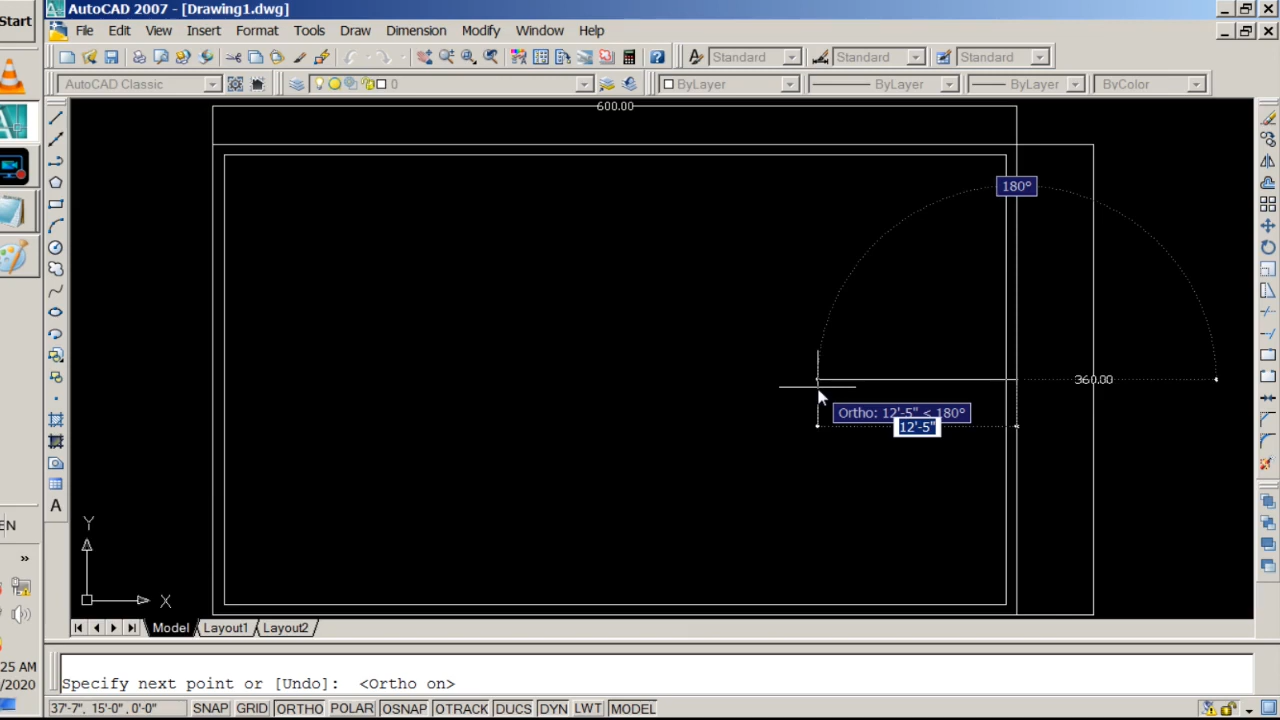 Start
AutoCAD 2007 - [Drawing1.dwg]
File Edit View Insert Format Tools Draw Dimension Modify Window Help
Standard Standard Standard
AutoCAD Classic 0 ByLayer ByLayer ByLayer ByColor
600.00
180°
360.00
Ortho: 12'-5" < 180°
12'-5"
EN
Y
X
A
»
Model Layout1 Layout2
:25 AM
/2020
Specify next point or [Undo]: <Ortho on>
37'-7", 15'-0", 0'-0" SNAP GRID ORTHO POLAR OSNAP OTRACK DUCS DYN LWT MODEL